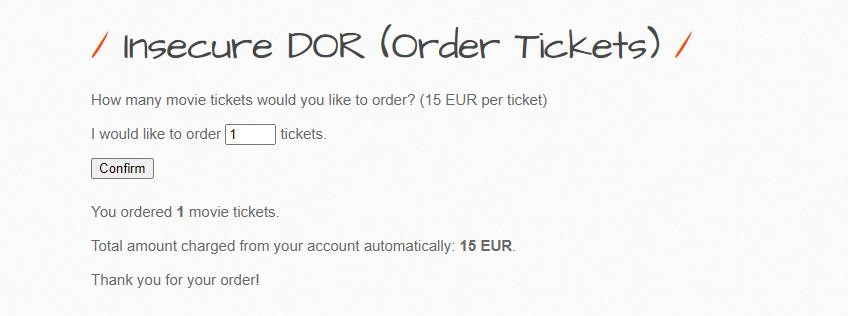 / Insecure DOR (Order Tickets) /
How many movie tickets would you like to order? (15 EUR per ticket)
I would like to order 1 tickets.
Confirm
You ordered 1 movie tickets.
Total amount charged from your account automatically: 15 EUR.
Thank you for your order!